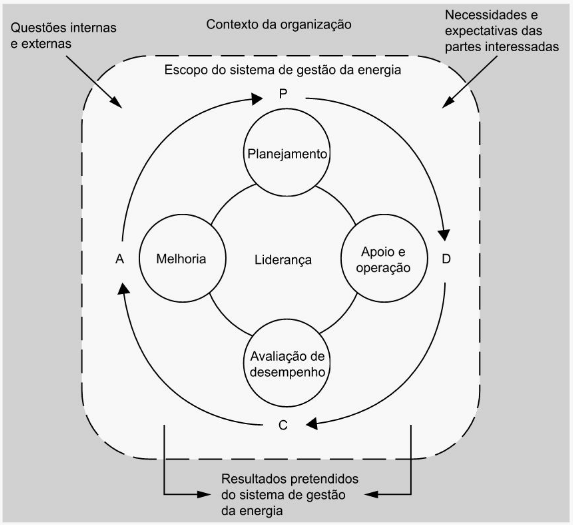 Questões internas
e externas
Contexto da organização
Necessidades e
expectativas das
partes interessadas
Escopo do sistema de gestão da energia
P
Planejamento
A
Melhoria
Liderança
Apoio e
operação
D
Avaliação de
desempenho
C
Resultados pretendidos
do sistema de gestão
da energia